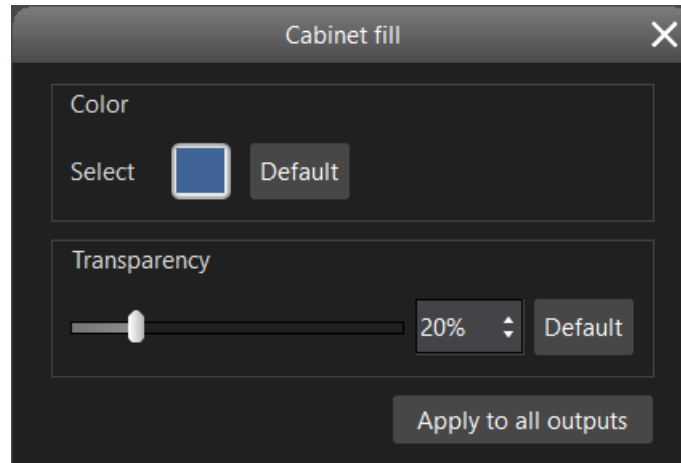 Cabinet fill
Color
Select Default
Transparency
20% Default
Apply to all outputs